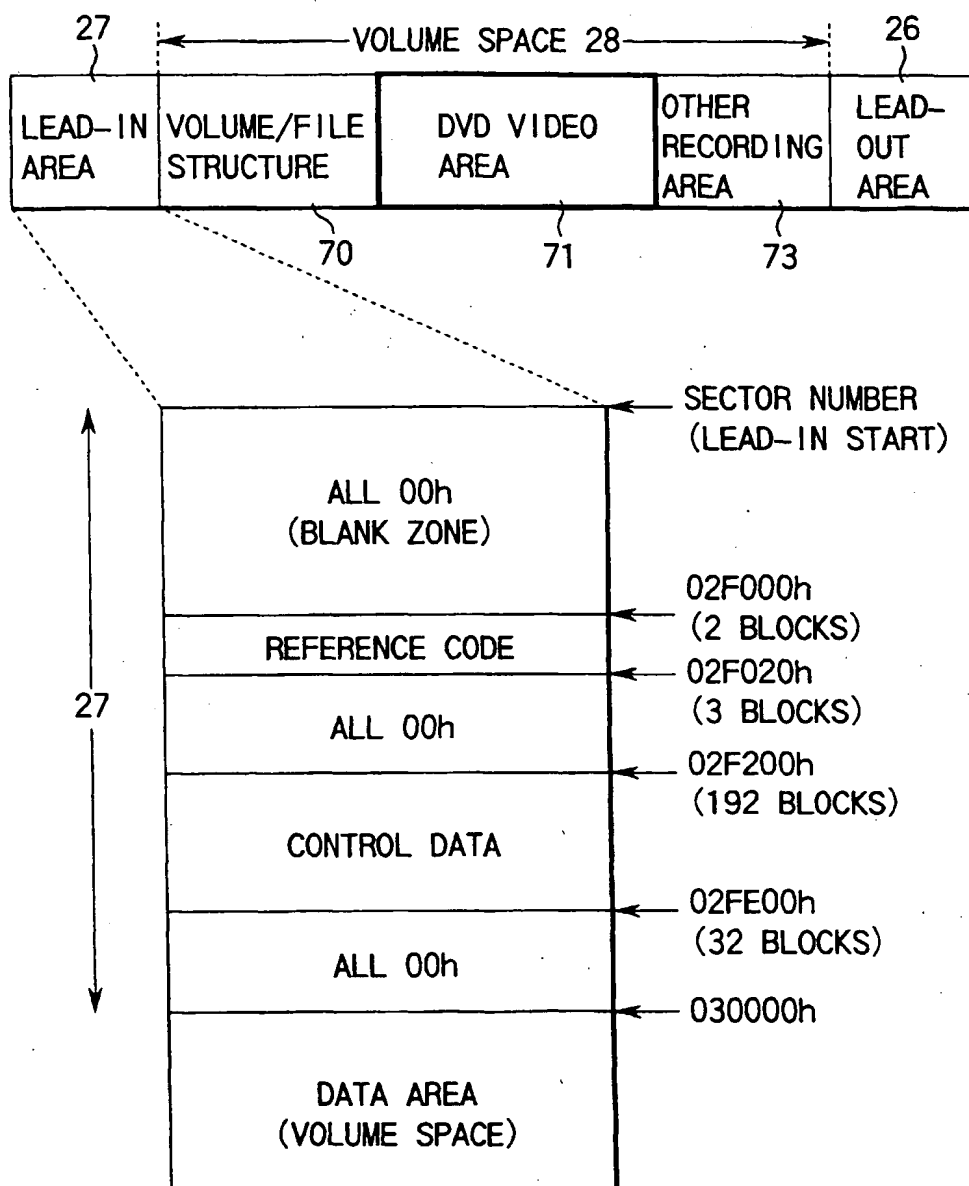 27
VOLUME SPACE 28
26
LEAD-IN
AREA
VOLUME/FILE
STRUCTURE
DVD VIDEO
AREA
OTHER
RECORDING
AREA
LEAD-
OUT
AREA
70
71
73
SECTOR NUMBER
(LEAD-IN START)
ALL 00h
(BLANK ZONE)
02F000h
(2 BLOCKS)
REFERENCE CODE
02F020h
(3 BLOCKS)
27
ALL 00h
02F200h
(192 BLOCKS)
CONTROL DATA
02FE00h
(32 BLOCKS)
ALL 00h
030000h
DATA AREA
(VOLUME SPACE)